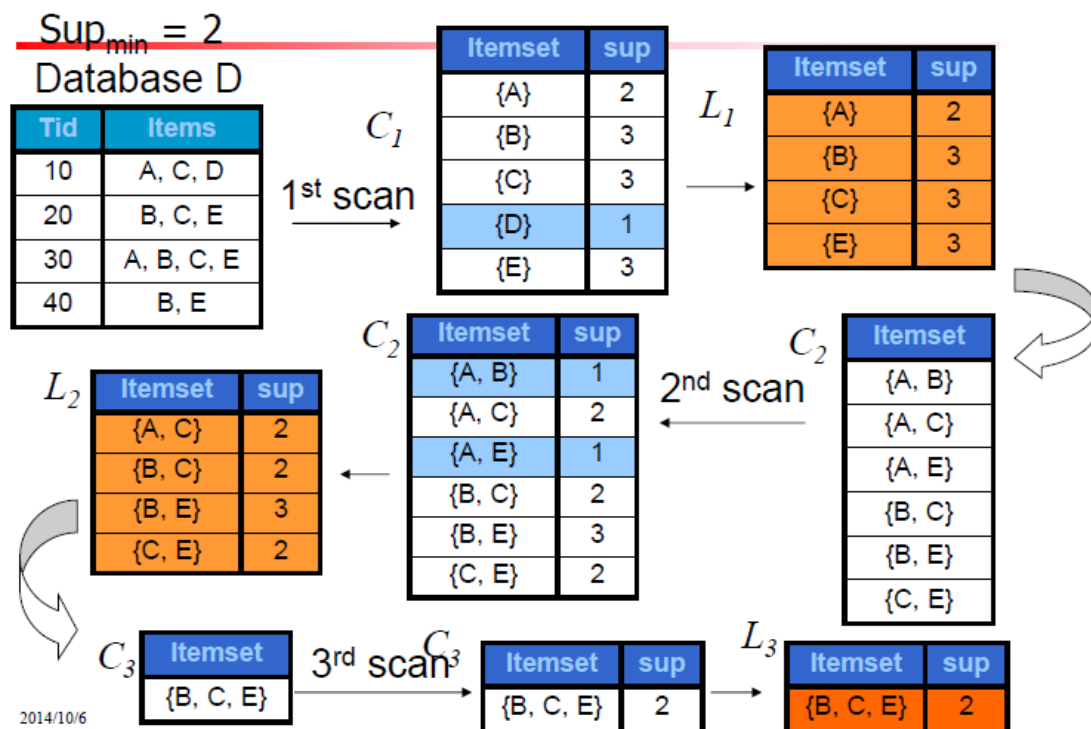 Sup_min = 2
Database D
Tid Items
10 A, C, D
20 B, C, E
30 A, B, C, E
40 B, E
1st scan
C1
Itemset sup
{A} 2
{B} 3
{C} 3
{D} 1
{E} 3
L1
Itemset sup
{A} 2
{B} 3
{C} 3
{E} 3
C2
Itemset
{A, B}
{A, C}
{A, E}
{B, C}
{B, E}
{C, E}
2nd scan
C2
Itemset sup
{A, B} 1
{A, C} 2
{A, E} 1
{B, C} 2
{B, E} 3
{C, E} 2
L2
Itemset sup
{A, C} 2
{B, C} 2
{B, E} 3
{C, E} 2
C3
Itemset
{B, C, E}
3rd scan
C3
Itemset sup
{B, C, E} 2
L3
Itemset sup
{B, C, E} 2
2014/10/6